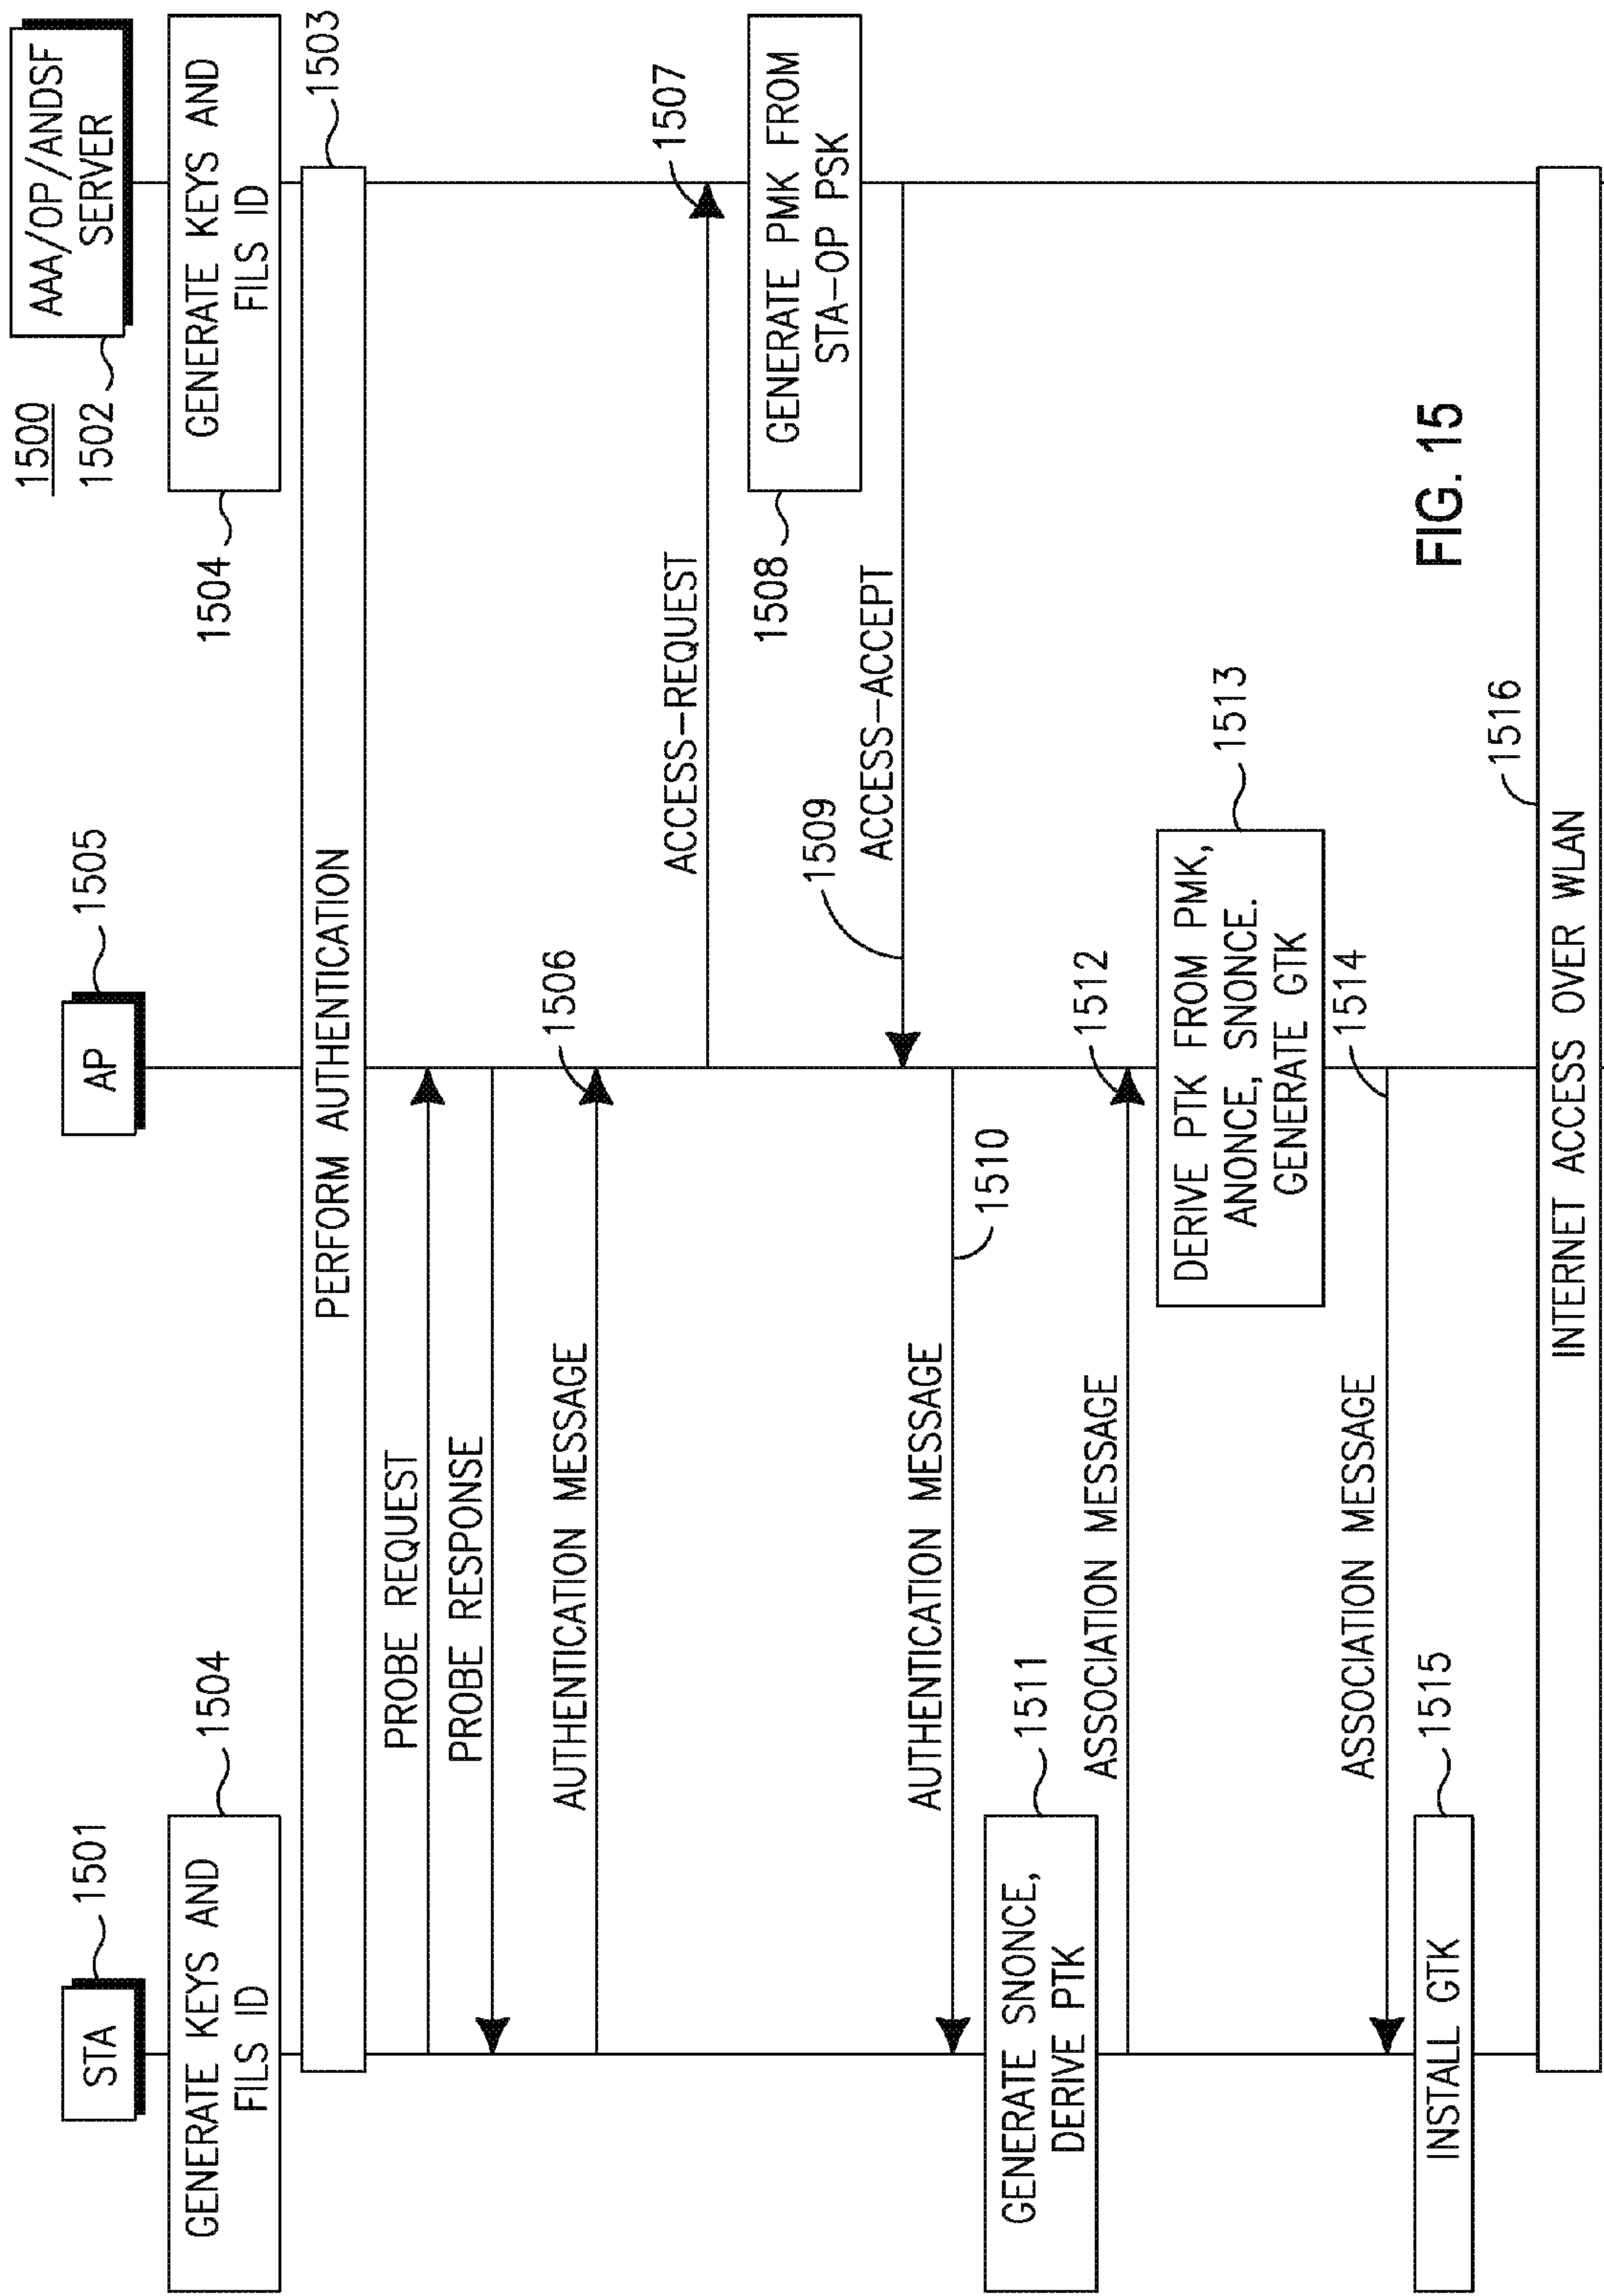 1500
STA
1501
AP
1505
AAA/OP/ANDSF
SERVER
1502
GENERATE KEYS AND
FILS ID
1504
1504
GENERATE KEYS AND
FILS ID
PERFORM AUTHENTICATION
1503
PROBE REQUEST
PROBE RESPONSE
AUTHENTICATION MESSAGE
1506
ACCESS-REQUEST
1507
1508
GENERATE PMK FROM
STA-OP PSK
1509
ACCESS-ACCEPT
AUTHENTICATION MESSAGE
1510
GENERATE SNONCE,
DERIVE PTK
1511
ASSOCIATION MESSAGE
1512
DERIVE PTK FROM PMK,
ANONCE, SNONCE.
GENERATE GTK
1513
ASSOCIATION MESSAGE
1514
INSTALL GTK
1515
1516
INTERNET ACCESS OVER WLAN
FIG. 15